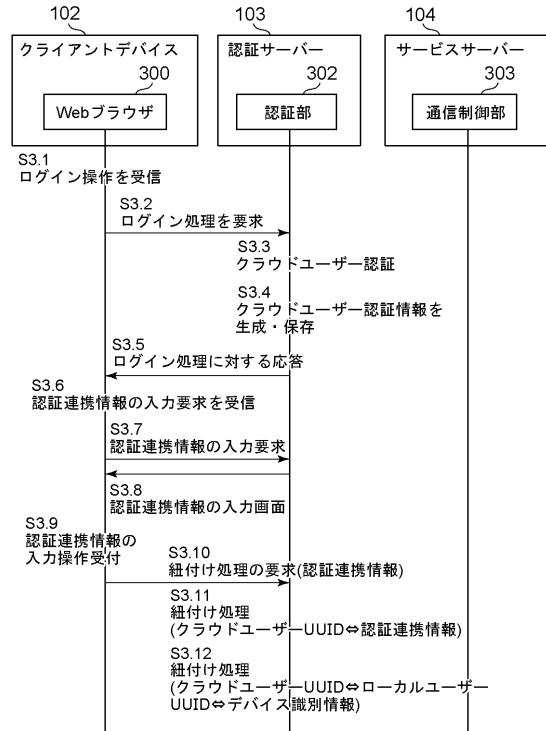 102
103
104
クライアントデバイス
認証サーバー
サービスサーバー
300
302
303
Webブラウザ
認証部
通信制御部
S3.1
ログイン操作を受信
S3.2
ログイン処理を要求
S3.3
クラウドユーザー認証
S3.4
クラウドユーザー認証情報を
生成・保存
S3.5
ログイン処理に対する応答
S3.6
認証連携情報の入力要求を受信
S3.7
認証連携情報の入力要求
S3.8
認証連携情報の入力画面
S3.9
認証連携情報の
入力操作受付
S3.10
紐付け処理の要求(認証連携情報)
S3.11
紐付け処理
(クラウドユーザーUUID⇔認証連携情報)
S3.12
紐付け処理
(クラウドユーザーUUID⇔ローカルユーザー
UUID⇔デバイス識別情報)